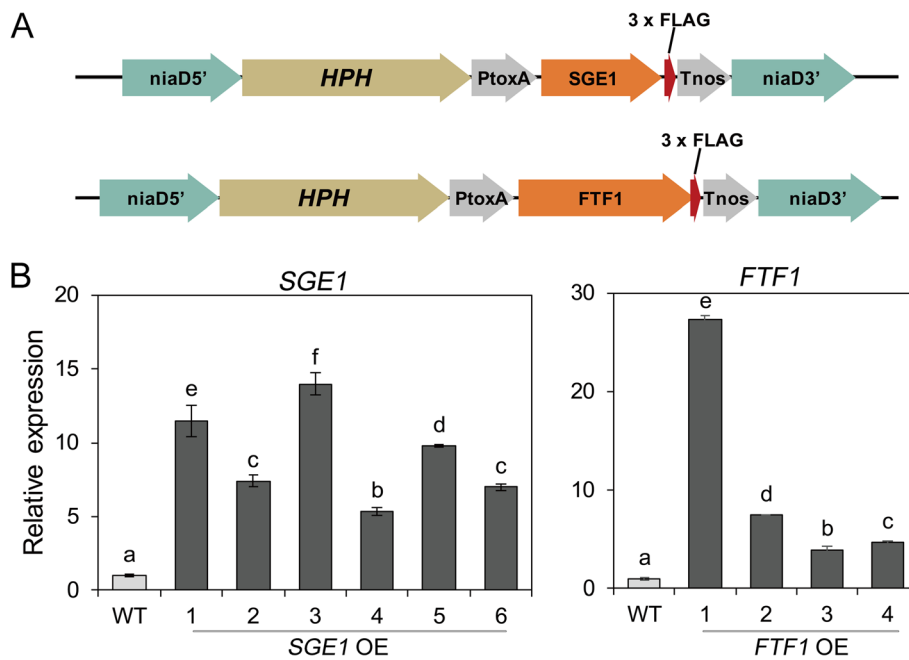 A
3 x FLAG
niaD5’ HPH PtoxA SGE1 Tnos niaD3’
3 x FLAG
niaD5’ HPH PtoxA FTF1 Tnos niaD3’
B
SGE1
Relative expression
20
15
10
5
0
a e c f b d c
WT 1 2 3 4 5 6
SGE1 OE
FTF1
30
20
10
0
a e d b c
WT 1 2 3 4
FTF1 OE